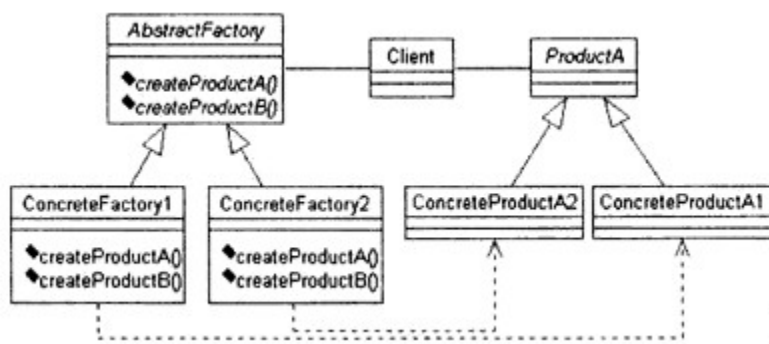 AbstractFactory
createProductA()
createProductB()
Client
ProductA
ConcreteFactory1
createProductA()
createProductB()
ConcreteFactory2
createProductA()
createProductB()
ConcreteProductA2
ConcreteProductA1